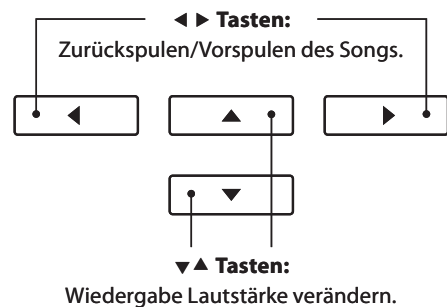 ◀ ▶ Tasten:
Zurückspulen/Vorspulen des Songs.
▼▲ Tasten:
Wiedergabe Lautstärke verändern.